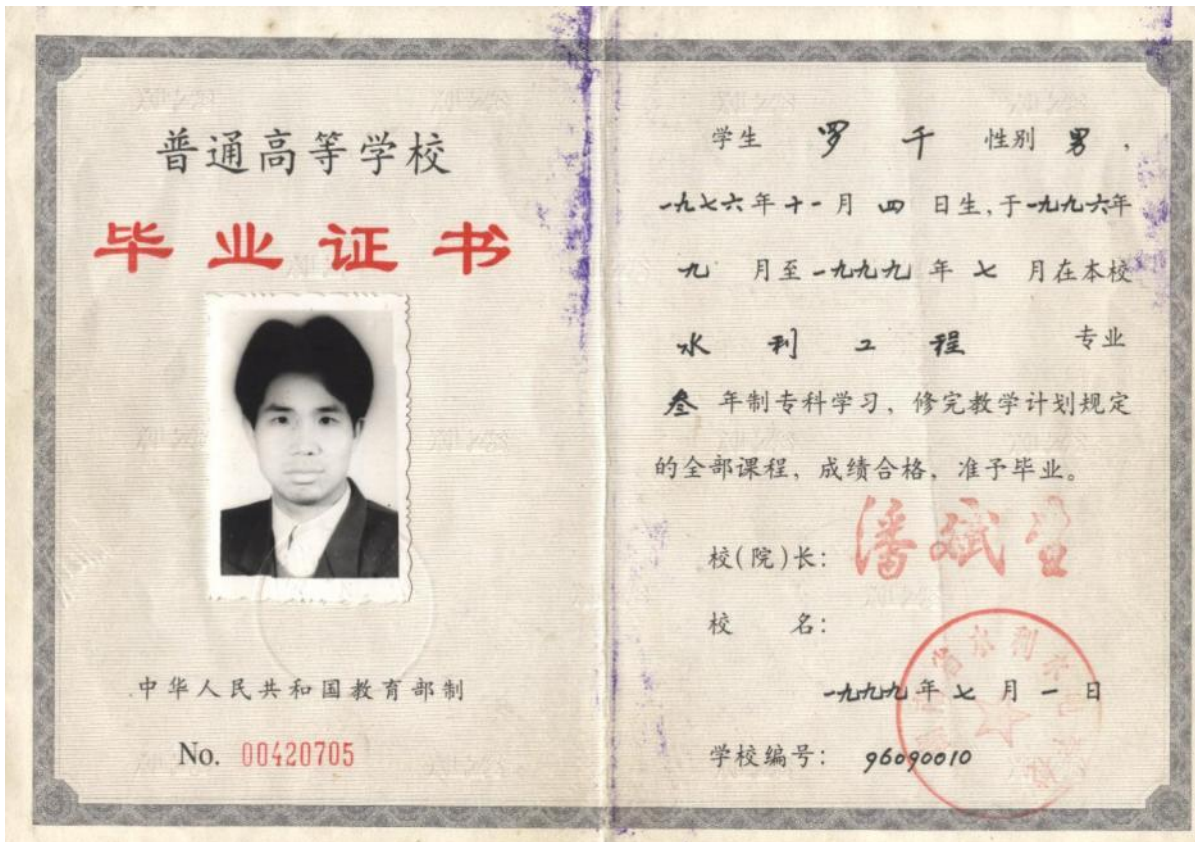 普通高等学校
毕业证书
中华人民共和国教育部制
No. 00420705
学生 罗千 性别 男，
一九七六年十一月四日生，于一九九六年
九月至一九九九年七月在本校
水利工程 专业
叁年制专科学习，修完教学计划规定
的全部课程，成绩合格，准予毕业。
校(院)长：潘斌
校 名：
省水利水
一九九九年七月一日
学校编号：96090010